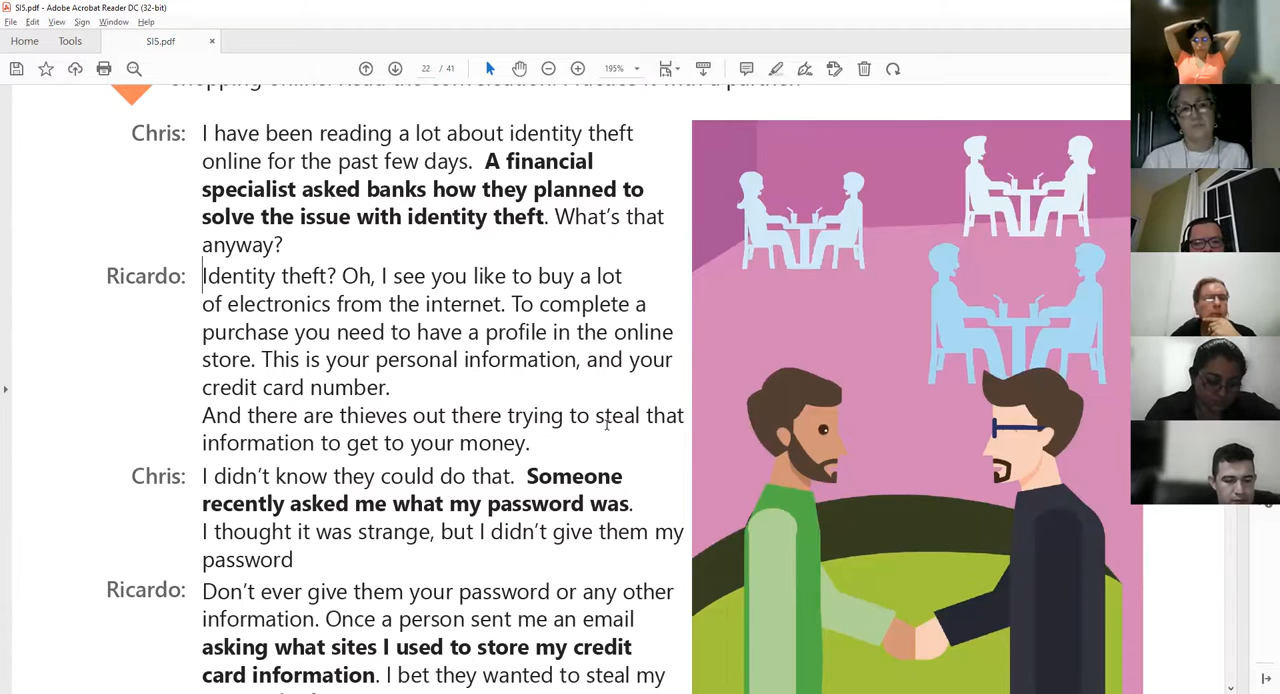 SI5.pdf - Adobe Acrobat Reader DC (32-bit)
File Edit View Sign Window Help
Home Tools SI5.pdf ×
22 / 41 195%
Chris: I have been reading a lot about identity theft
online for the past few days. A financial
specialist asked banks how they planned to
solve the issue with identity theft. What's that
anyway?
Ricardo: Identity theft? Oh, I see you like to buy a lot
of electronics from the internet. To complete a
purchase you need to have a profile in the online
store. This is your personal information, and your
credit card number.
And there are thieves out there trying to steal that
information to get to your money.
Chris: I didn't know they could do that. Someone
recently asked me what my password was.
I thought it was strange, but I didn't give them my
password
Ricardo: Don't ever give them your password or any other
information. Once a person sent me an email
asking what sites I used to store my credit
card information. I bet they wanted to steal my